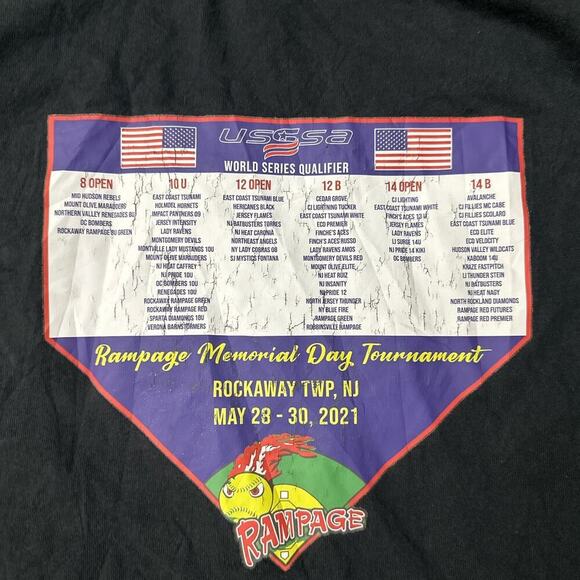 USSSA
WORLD SERIES QUALIFIER
8 OPEN
MID HUDSON REBELS
MOUNT OLIVE MARAUDERS
NORTHERN VALLEY RENEGADES 8U
OC BOMBERS
ROCKAWAY RAMPAGE 8U GREEN
10 U
EAST COAST TSUNAMI
HOLMDEL HORNETS
IMPACT PANTHERS 09
JERSEY INTENSITY
LADY RAVENS
MONTGOMERY DEVILS
MONTVILLE LADY MUSTANGS 10U
MT OLIVE MARAUDERS
NJ HEAT CAFFREY
NJ PRIDE 10U
OC BOMBERS 10U
RENEGADES 10U
ROCKAWAY RAMPAGE GREEN
ROCKAWAY RAMPAGE RED
SPARTA DIAMONDS 10U
VERONA BARNSTORMERS
12 OPEN
EAST COAST TSUNAMI BLUE
HERICANES BLACK
JERSEY FLAMES
NJ BATBUSTERS TORRES
NJ HEAT CARONIA
NORTHEAST ANGELS
NY LADY COBRAS 08
SJ MYSTICS FONTANA
12 B
CEDAR GROVE
CJ LIGHTNING TUCKER
EAST COAST TSUNAMI WHITE
ECD PREMIER
FINCH'S ACES
FINCH'S ACES RUSSO
LADY RAVENS AMOS
MONTGOMERY DEVILS RED
MOUNT OLIVE ELITE
NJ HEAT RUIZ
NJ INSANITY
NJ PRIDE 12
NORTH JERSEY THUNDER
NY BLUE FIRE
RAMPAGE GREEN
ROBBINSVILLE RAMPAGE
14 OPEN
CJ LIGHTING
EAST COAST TSUNAMI WHITE
FINCH'S ACES 13 U
JERSEY FLAMES
LADY RAVENS
LI SURGE 14U
NJ PRIDE 14 KIKI
OC BOMBERS
14 B
AVALANCHE
CJ FILLIES MC CABE
CJ FILLIES SCOLARO
EAST COAST TSUNAMI BLUE
ECD ELITE
ECD VELOCITY
HUDSON VALLEY WILDCATS
KABOOM 14U
KRAZE FASTPITCH
LI THUNDER STEIN
NJ BATBUSTERS
NJ HEAT NAGY
NORTH ROCKLAND DIAMONDS
RAMPAGE RED FUTURES
RAMPAGE RED PREMIER
Rampage Memorial Day Tournament
ROCKAWAY TWP, NJ
MAY 28 - 30, 2021
RAMPAGE